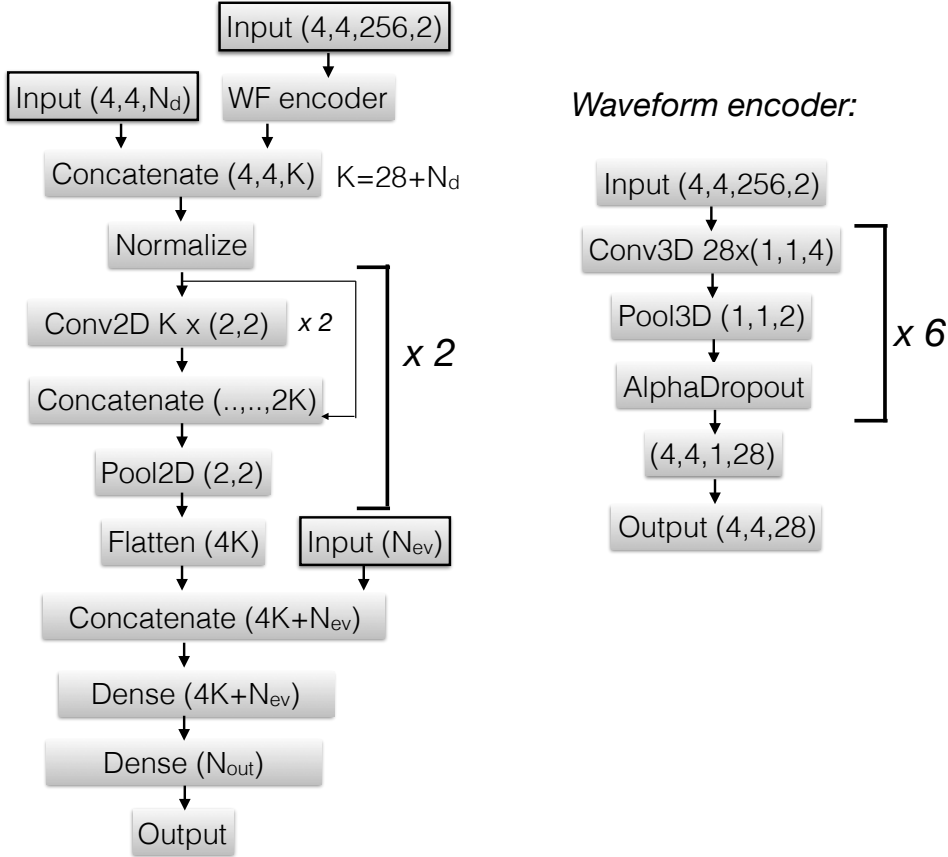 Input (4,4,256,2)
Input (4,4,Nd)
WF encoder
Concatenate (4,4,K)
K=28+Nd
Normalize
Conv2D K x (2,2)
x 2
Concatenate (..,..,2K)
x 2
Pool2D (2,2)
Flatten (4K)
Input (Nev)
Concatenate (4K+Nev)
Dense (4K+Nev)
Dense (Nout)
Output
Waveform encoder:
Input (4,4,256,2)
Conv3D 28x(1,1,4)
Pool3D (1,1,2)
x 6
AlphaDropout
(4,4,1,28)
Output (4,4,28)